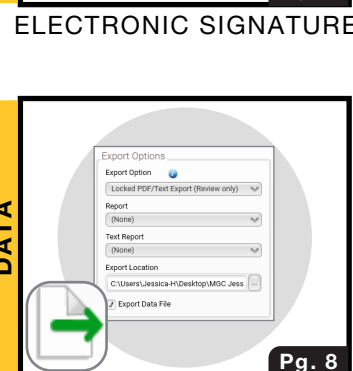 ELECTRONIC SIGNATURE
DATA
Export Options
Export Option
Locked PDF/Text Export (Review only)
Report
(None)
Text Report
(None)
Export Location
C:\Users\Jessica-H\Desktop\MGC Jess ...
Export Data File
Pg. 8